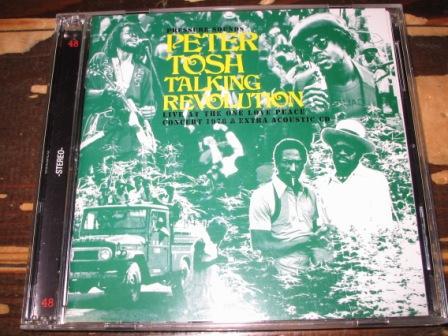 PRESSURE SOUNDS
PETER
TOSH
TALKING
REVOLUTION
LIVE AT THE ONE LOVE PEACE
CONCERT 1978 & EXTRA ACOUSTIC CD
48
-STEREO-
48